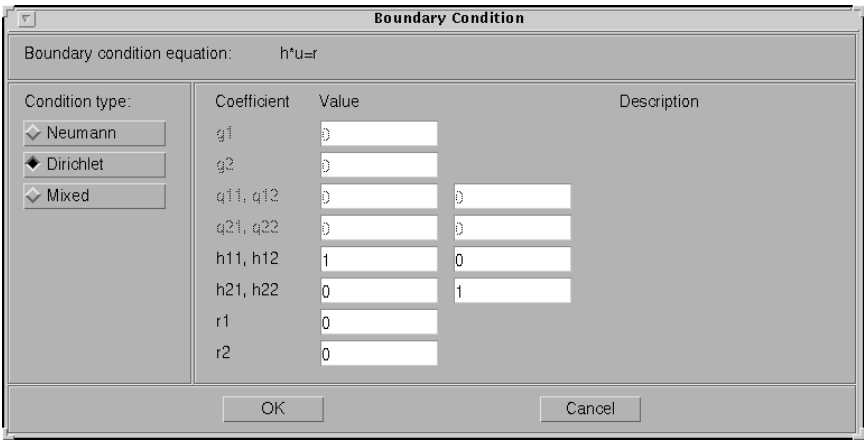 Boundary Condition
Boundary condition equation: h*u=r
Condition type: Coefficient Value Description
Neumann g1 0
Dirichlet g2 0
Mixed q11, q12 0 0
q21, q22 0 0
h11, h12 1 0
h21, h22 0 1
r1 0
r2 0
OK Cancel